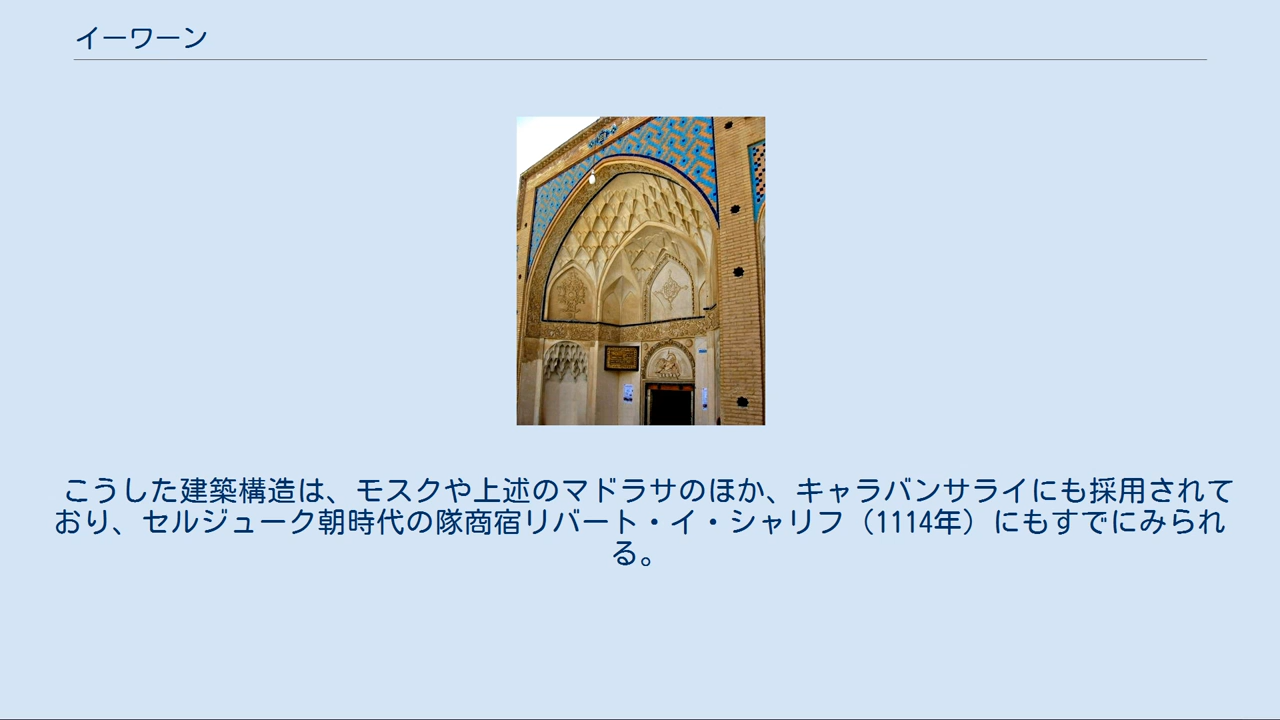 イーワーン
こうした建築構造は、モスクや上述のマドラサのほか、キャラバンサライにも採用されて
おり、セルジューク朝時代の隊商宿リバート・イ・シャリフ（1114年）にもすでにみられ
る。